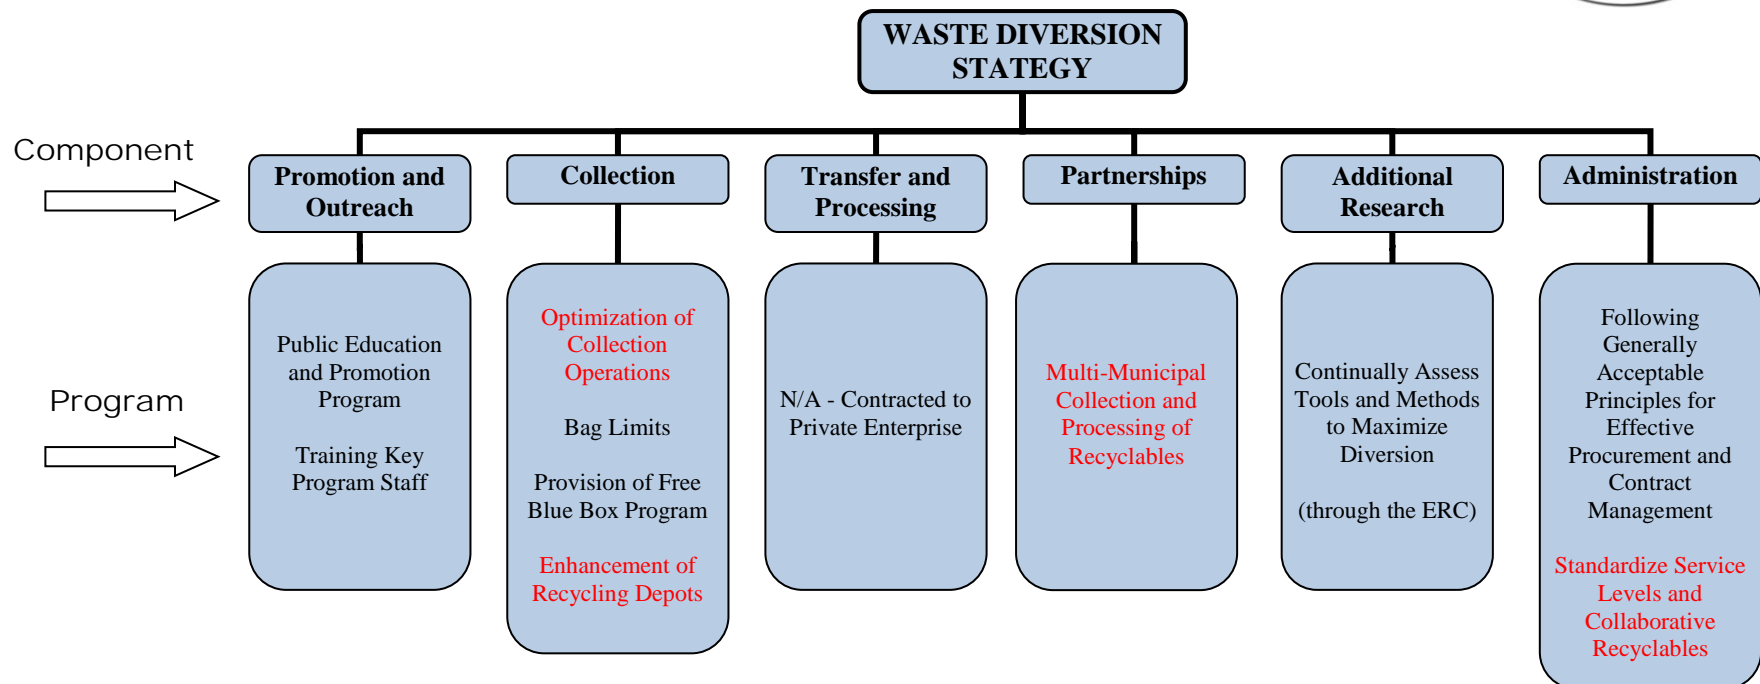 WASTE DIVERSION
STATEGY
Component
Promotion and
Outreach
Collection
Transfer and
Processing
Partnerships
Additional
Research
Administration
Program
Public Education
and Promotion
Program
Training Key
Program Staff
Optimization of
Collection
Operations
Bag Limits
Provision of Free
Blue Box Program
Enhancement of
Recycling Depots
N/A - Contracted to
Private Enterprise
Multi-Municipal
Collection and
Processing of
Recyclables
Continually Assess
Tools and Methods
to Maximize
Diversion
(through the ERC)
Following
Generally
Acceptable
Principles for
Effective
Procurement and
Contract
Management
Standardize Service
Levels and
Collaborative
Recyclables